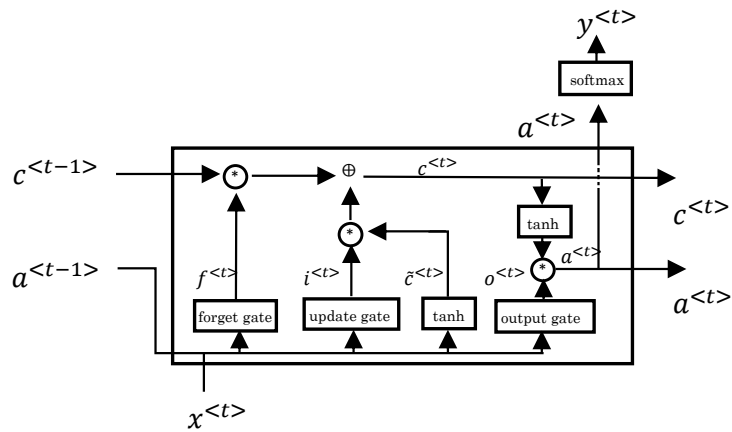 y<t>
softmax
a<t>
c<t-1>
*
⊕
c<t>
c<t>
tanh
*
a<t-1>
f<t>
i<t>
c̃<t>
o<t>
*
a<t>
a<t>
forget gate
update gate
tanh
output gate
x<t>